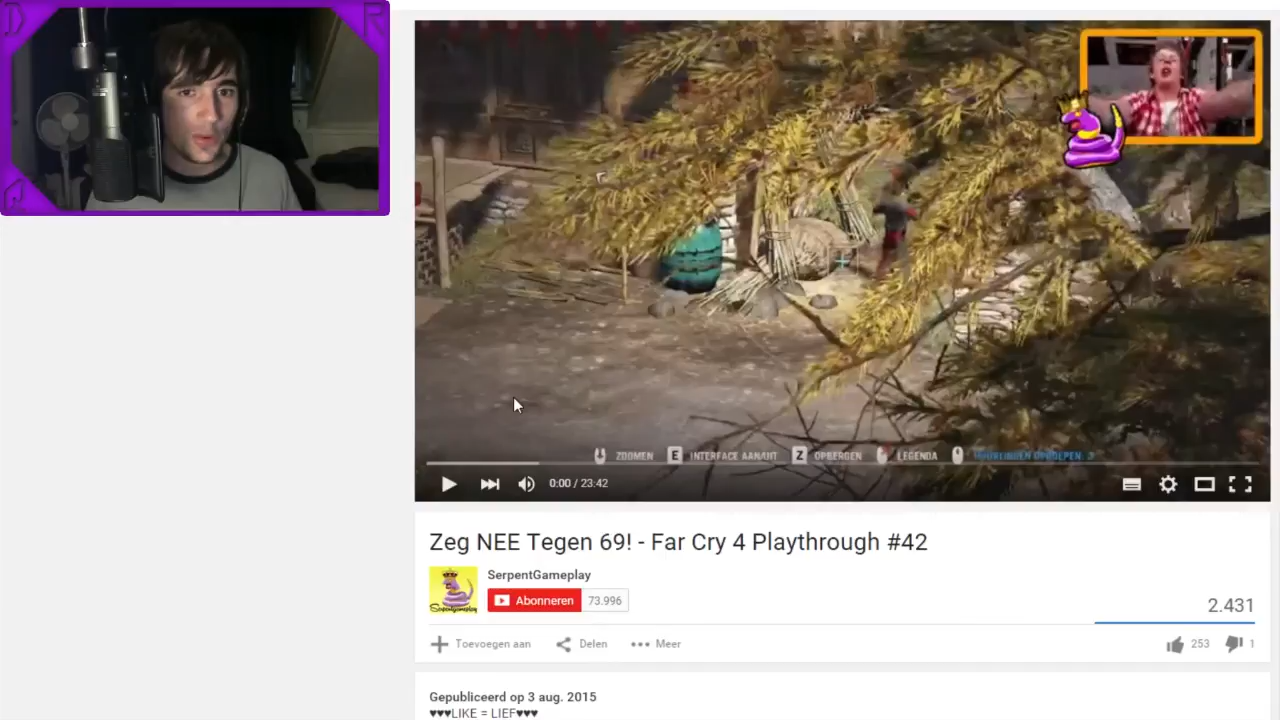 D R
ZOOMEN E INTERFACE AAN/UIT Z OPBERGEN LEGENDA
0:00 / 23:42
Zeg NEE Tegen 69! - Far Cry 4 Playthrough #42
SerpentGameplay
Abonneren 73.996
Serpentgameplay
2.431
Toevoegen aan Delen Meer 253 1
Gepubliceerd op 3 aug. 2015
♥♥♥LIKE = LIEF♥♥♥